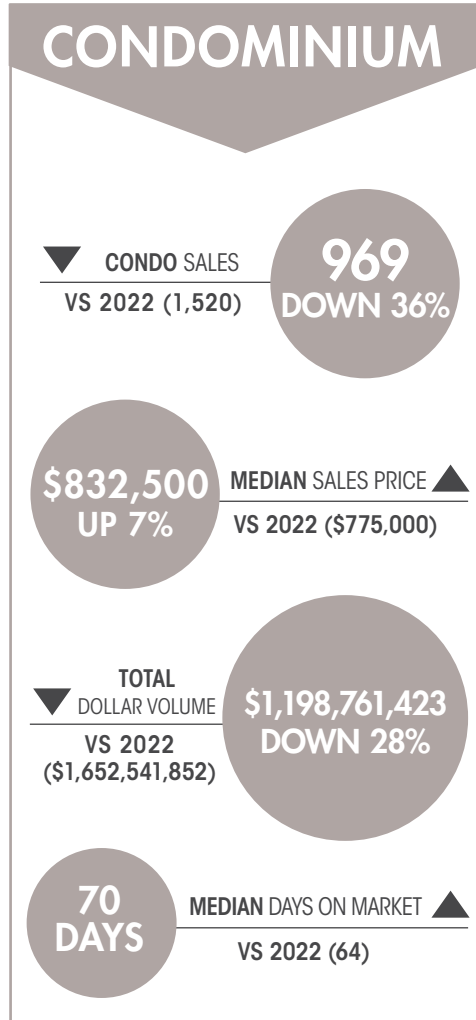 CONDOMINIUM
CONDO SALES
VS 2022 (1,520)
969
DOWN 36%
$832,500
UP 7%
MEDIAN SALES PRICE
VS 2022 ($775,000)
TOTAL
DOLLAR VOLUME
VS 2022
($1,652,541,852)
$1,198,761,423
DOWN 28%
70
DAYS
MEDIAN DAYS ON MARKET
VS 2022 (64)